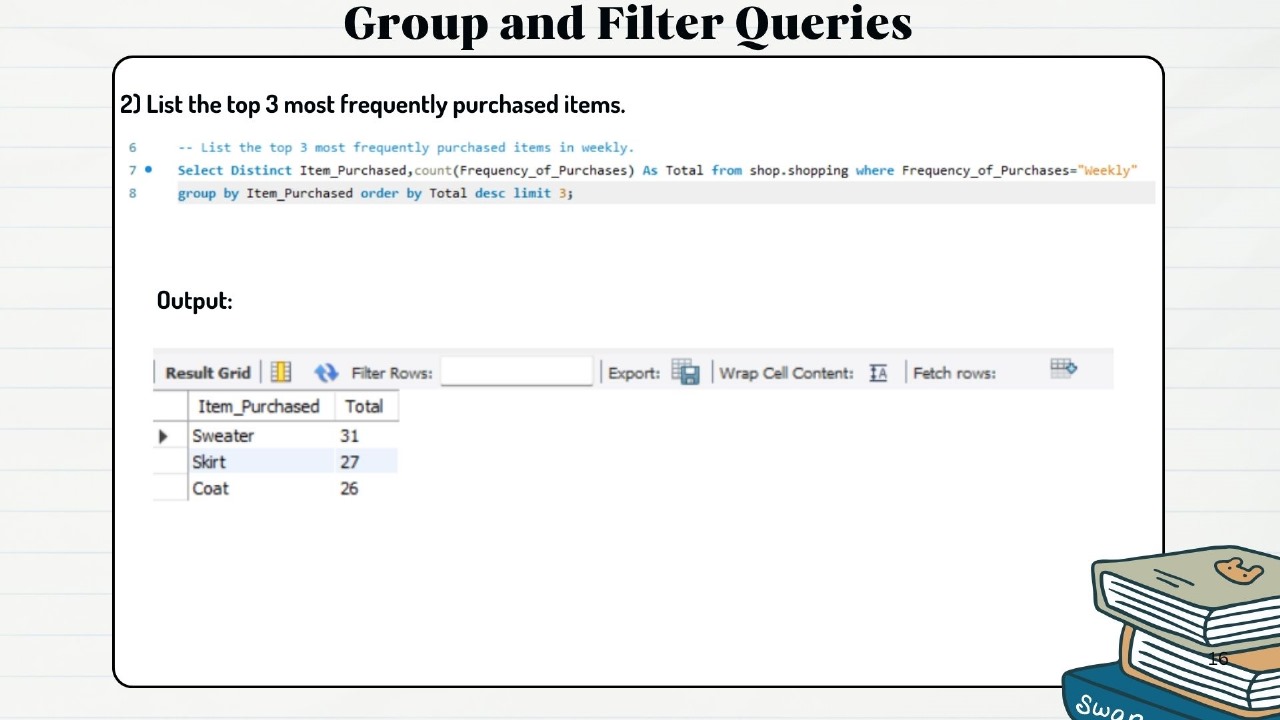 Group and Filter Queries
2) List the top 3 most frequently purchased items.
6 -- List the top 3 most frequently purchased items in weekly.
7 Select Distinct Item_Purchased,count(Frequency_of_Purchases) As Total from shop.shopping where Frequency_of_Purchases="Weekly"
8 group by Item_Purchased order by Total desc limit 3;
Output:
Result Grid Filter Rows: Export: Wrap Cell Content: IA Fetch rows:
Item_Purchased Total
Sweater 31
Skirt 27
Coat 26
16